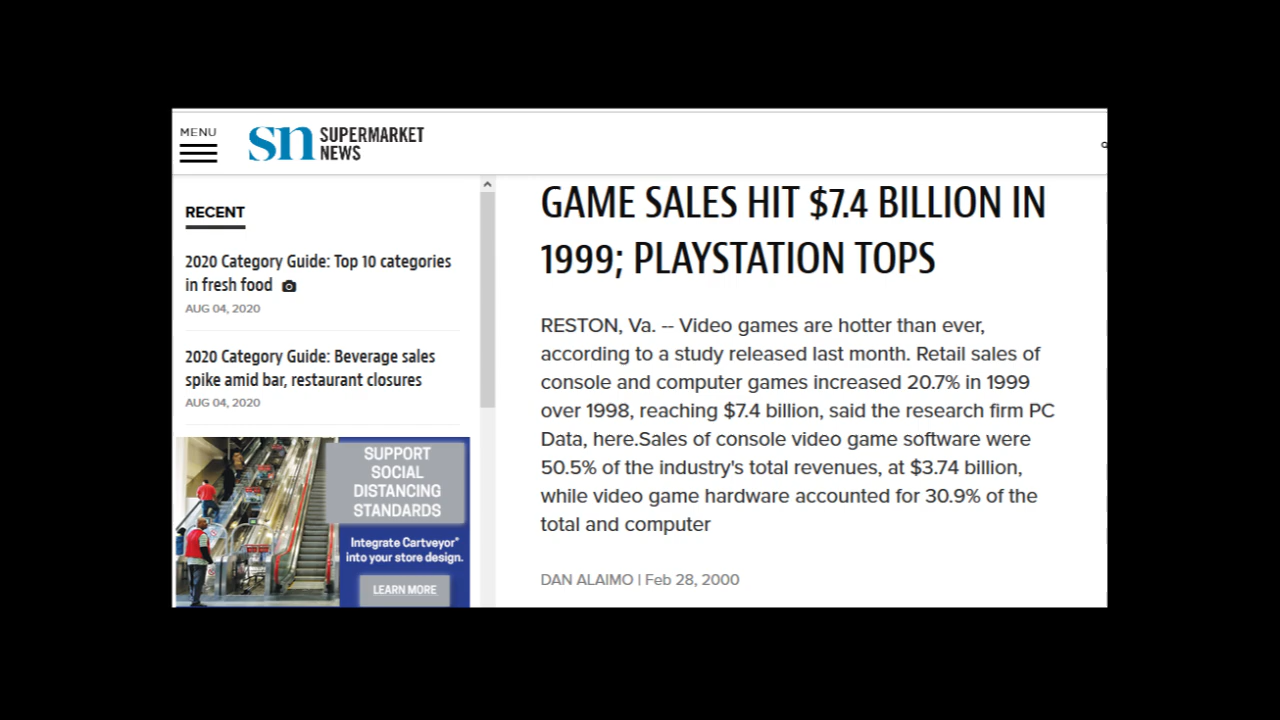 MENU
sn SUPERMARKET
NEWS
RECENT
2020 Category Guide: Top 10 categories
in fresh food
AUG 04, 2020
2020 Category Guide: Beverage sales
spike amid bar, restaurant closures
AUG 04, 2020
SUPPORT
SOCIAL
DISTANCING
STANDARDS
Integrate Cartveyor®
into your store design.
LEARN MORE
GAME SALES HIT $7.4 BILLION IN
1999; PLAYSTATION TOPS
RESTON, Va. -- Video games are hotter than ever,
according to a study released last month. Retail sales of
console and computer games increased 20.7% in 1999
over 1998, reaching $7.4 billion, said the research firm PC
Data, here.Sales of console video game software were
50.5% of the industry's total revenues, at $3.74 billion,
while video game hardware accounted for 30.9% of the
total and computer
DAN ALAIMO | Feb 28, 2000